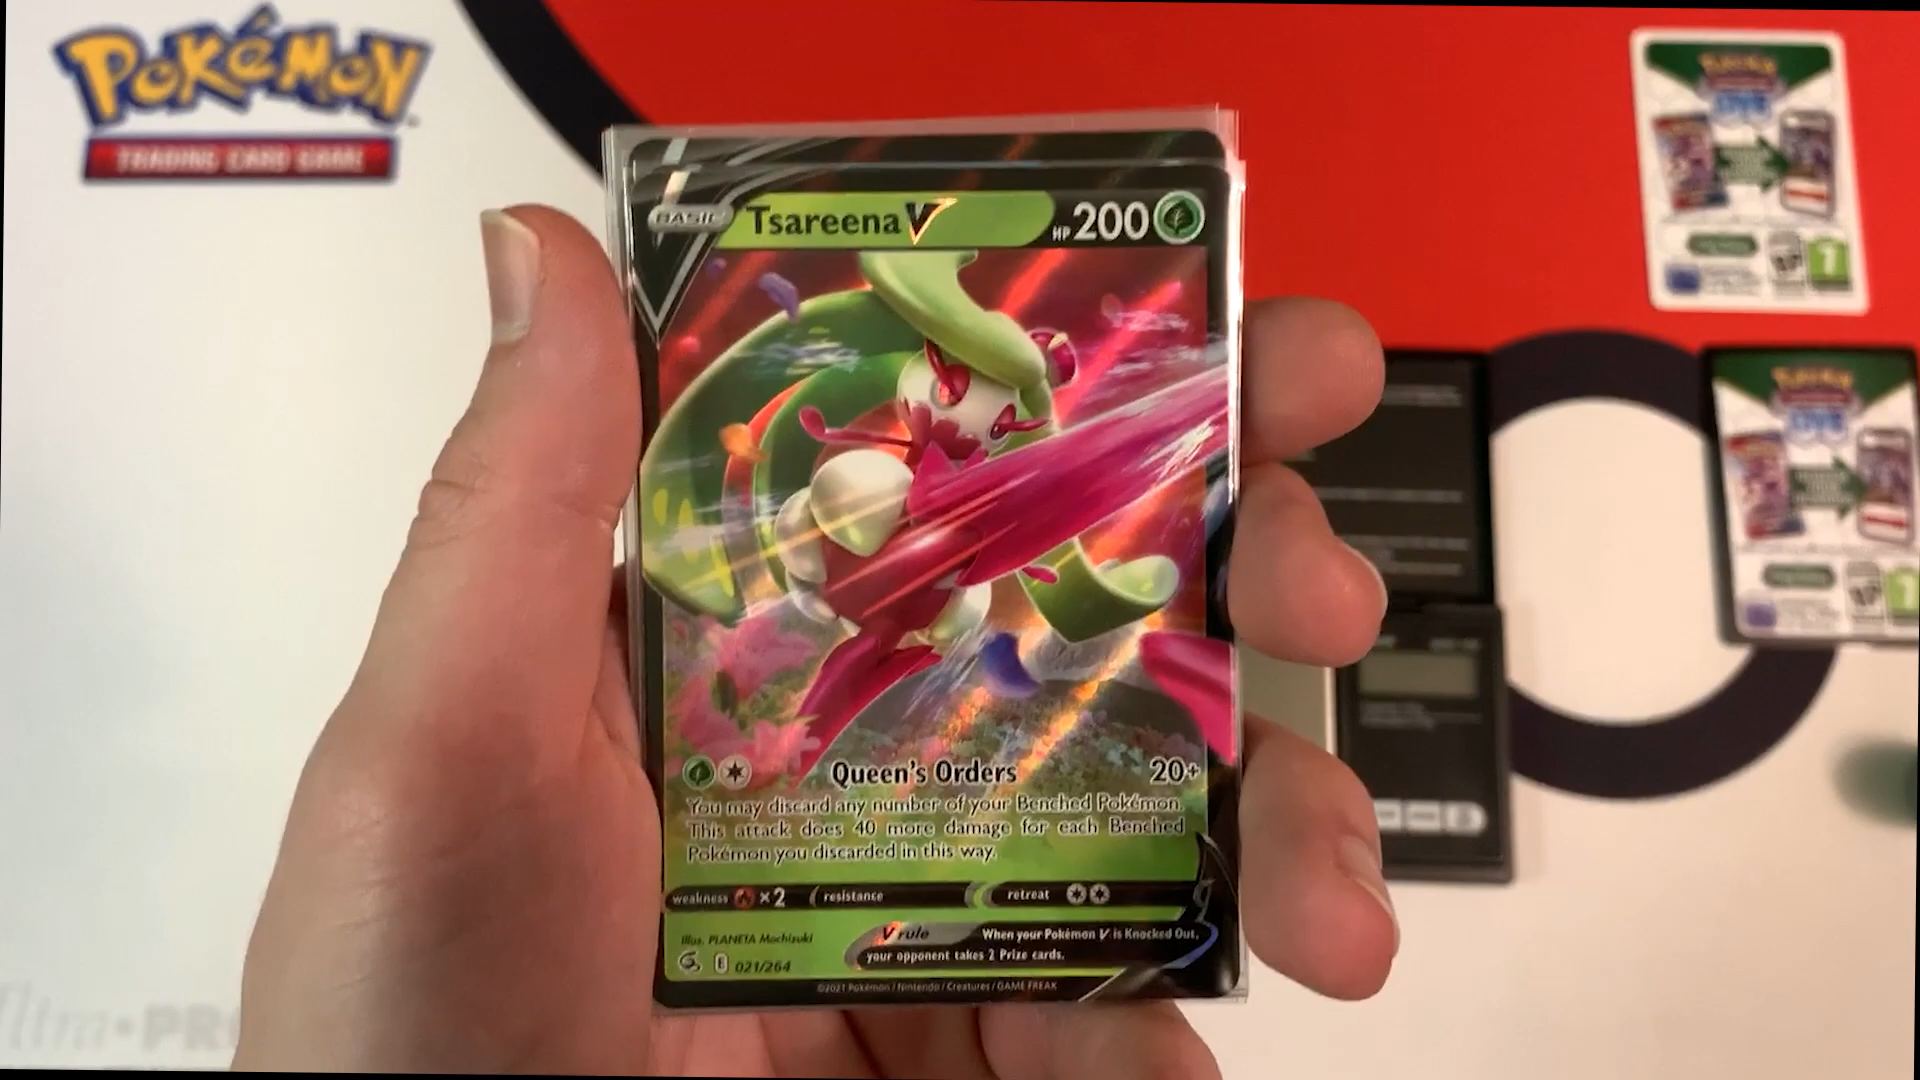 POKéMON
TRADING CARD GAME
BASIC
Tsareena V
HP 200
Queen's Orders 20+
You may discard any number of your Benched Pokémon.
This attack does 40 more damage for each Benched
Pokémon you discarded in this way.
weakness ×2 resistance retreat
Illus. PLANETA Mochizuki
V rule When your Pokémon V is Knocked Out,
your opponent takes 2 Prize cards.
E 021/264
©2021 Pokémon / Nintendo / Creatures / GAME FREAK
LIVE
LIVE